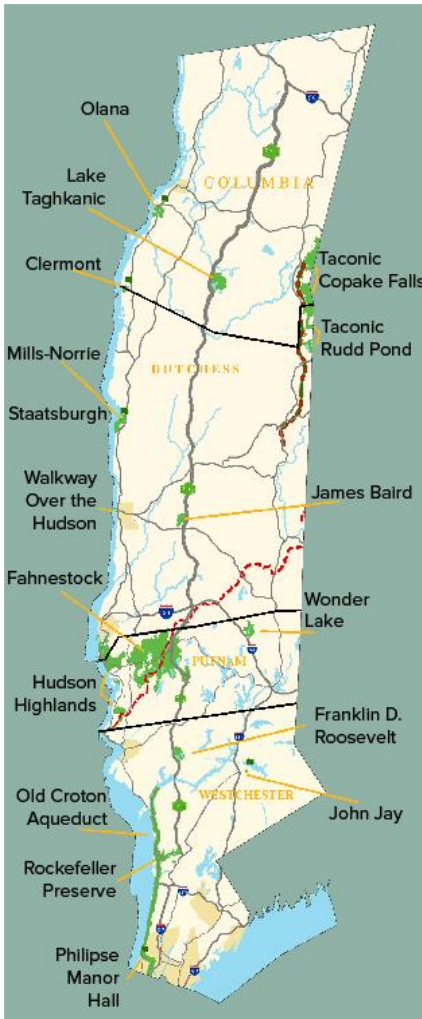 Olana
Lake
Taghkanic
COLUMBIA
Clermont
Taconic
Copake Falls
Taconic
Rudd Pond
Mills-Norrie
DUTCHESS
Staatsburgh
Walkway
Over the
Hudson
James Baird
Fahnestock
Wonder
Lake
PUTNAM
Hudson
Highlands
Franklin D.
Roosevelt
Old Croton
Aqueduct
WESTCHESTER
John Jay
Rockefeller
Preserve
Philipse
Manor
Hall